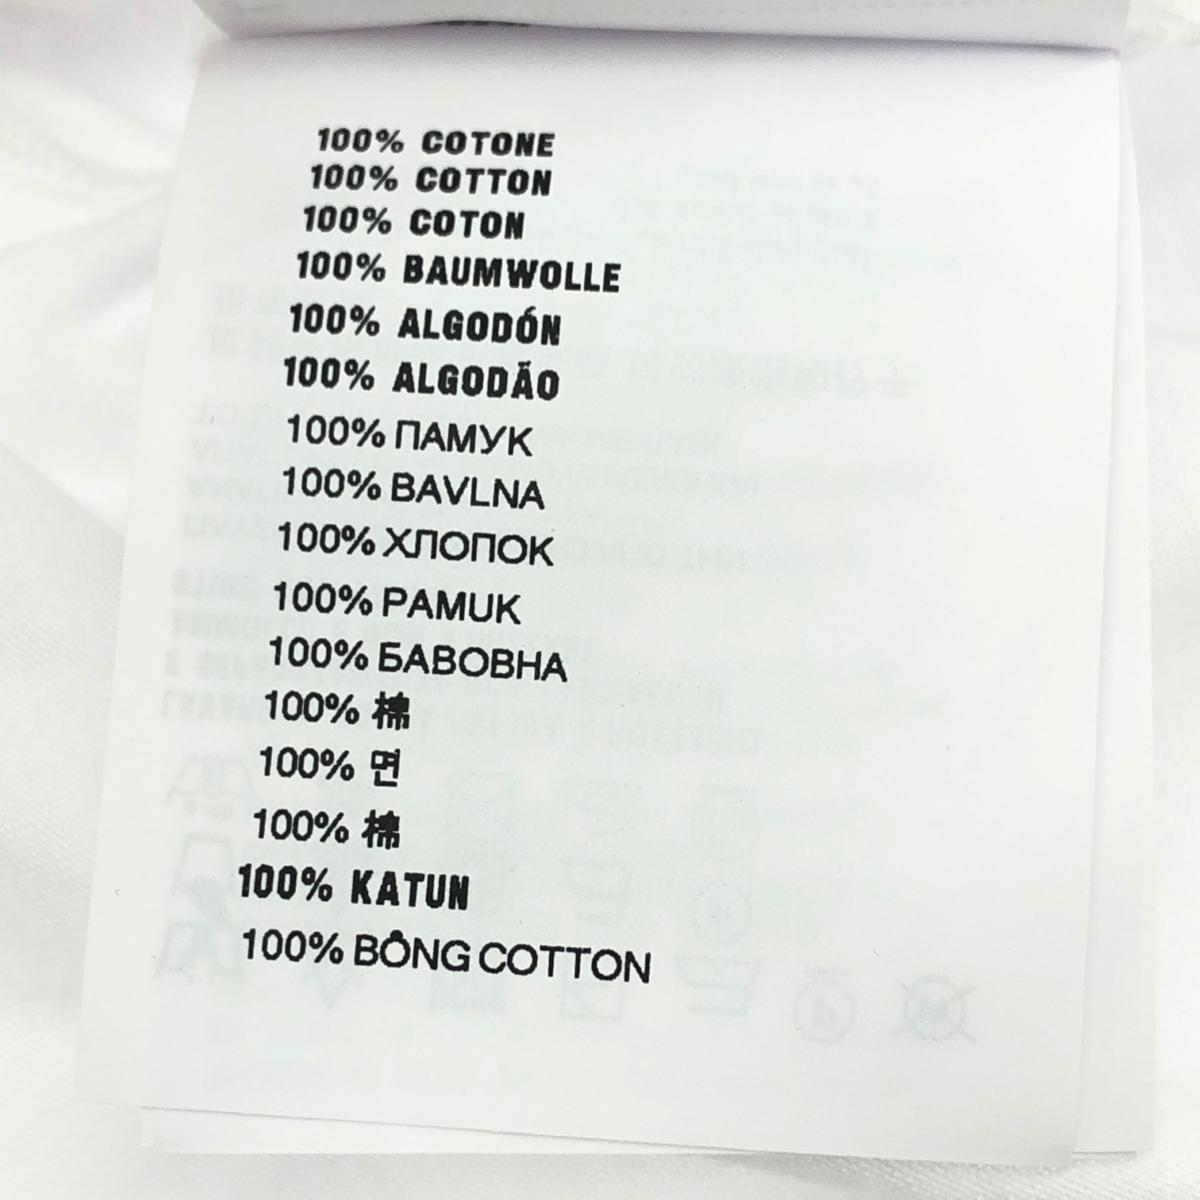 100% COTONE
100% COTTON
100% COTON
100% BAUMWOLLE
100% ALGODÓN
100% ALGODÃO
100% ПАМУК
100% BAVLNA
100% ХЛОПОК
100% PAMUK
100% БАВОВНА
100% 棉
100% 면
100% 棉
100% KATUN
100% BÔNG COTTON